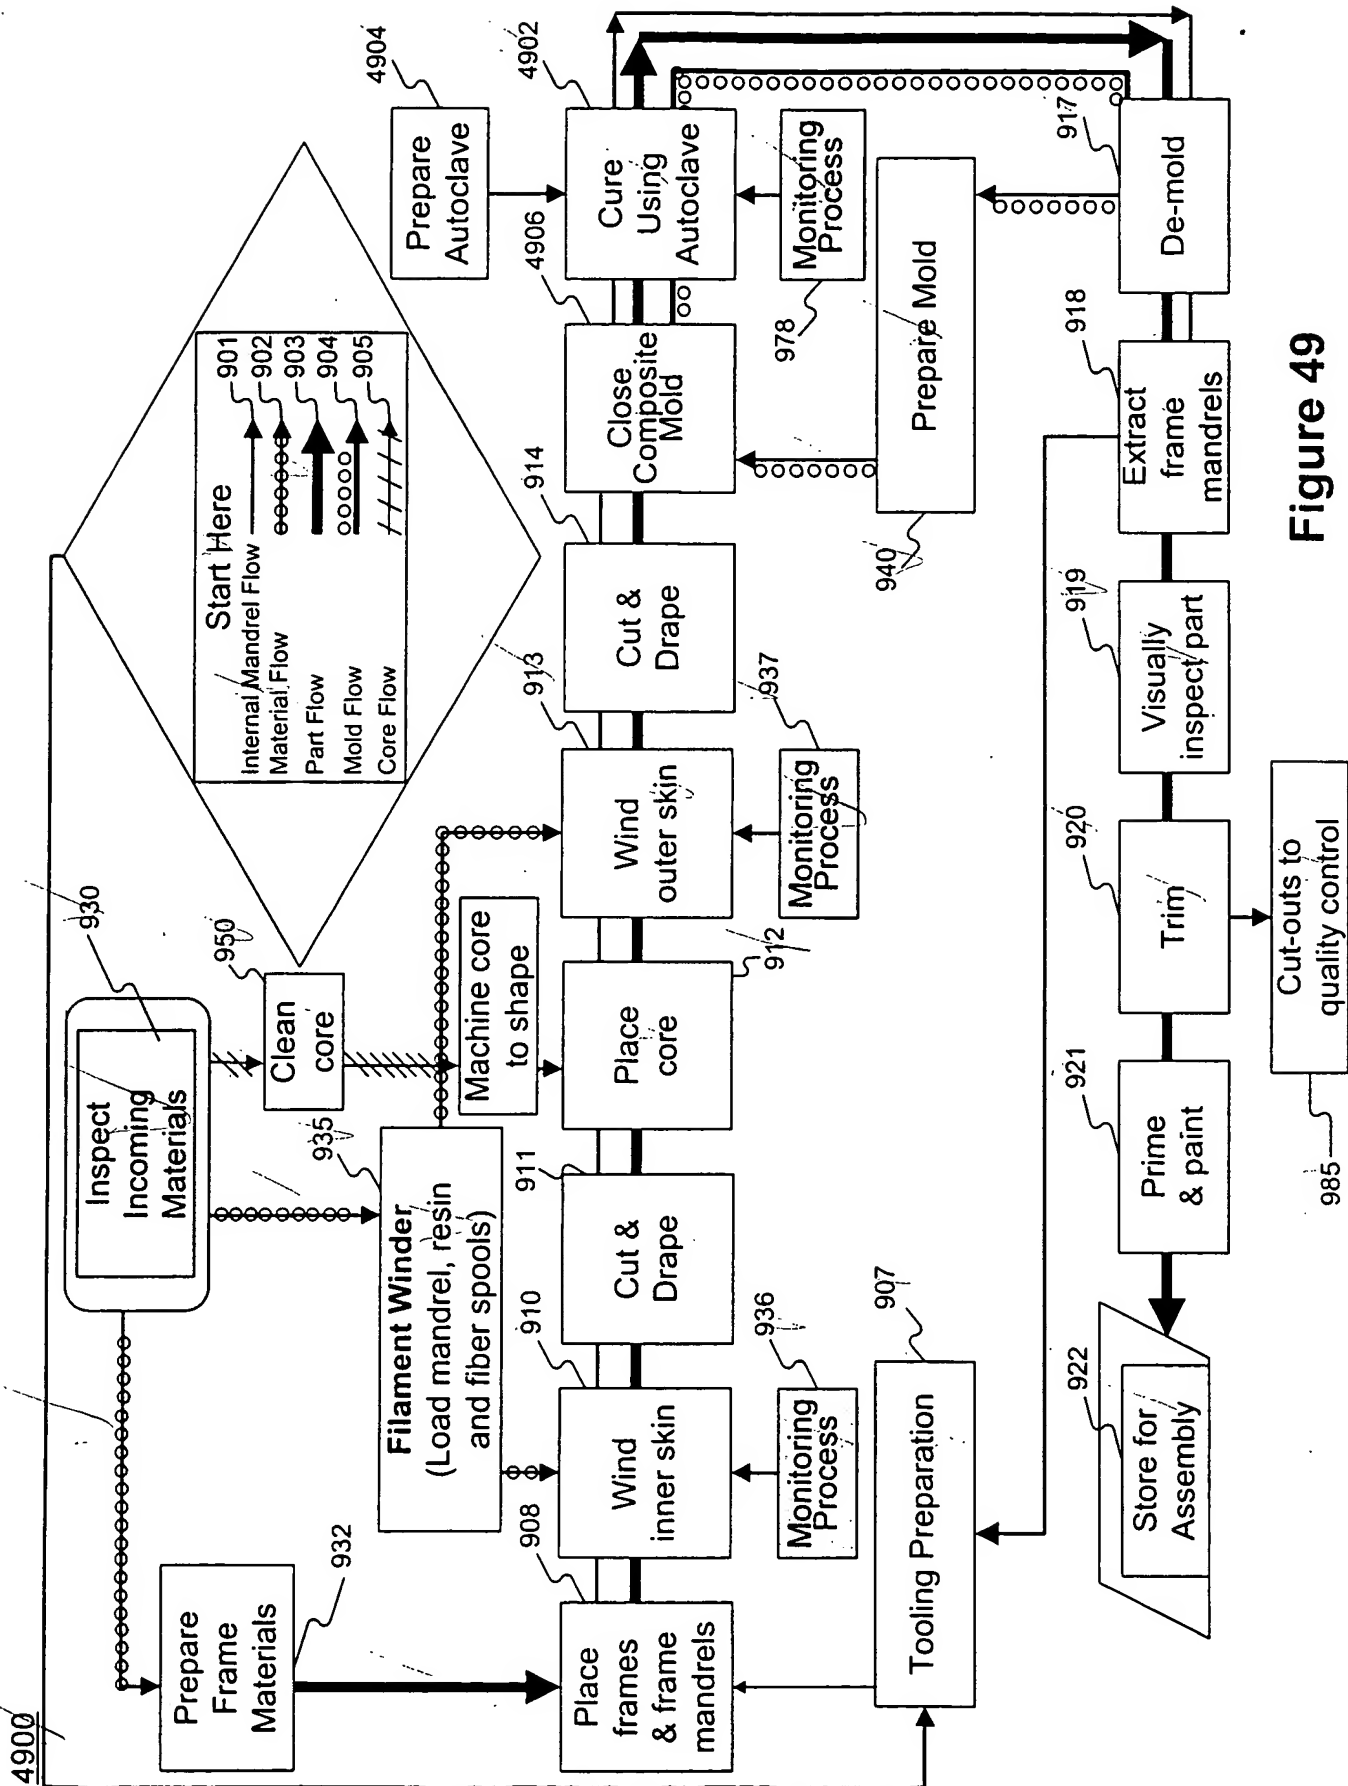 4900
Start Here
Internal Mandrel Flow
901
Material Flow
902
Part Flow
903
Mold Flow
904
Core Flow
905
Inspect
Incoming
Materials
930
Prepare
Frame
Materials
932
Clean
core
950
Filament Winder
(Load mandrel, resin
and fiber spools)
935
Machine core
to shape
Prepare
Autoclave
4904
Place
frames
& frame
mandrels
908
Wind
inner skin
910
Cut &
Drape
911
Place
core
912
Wind
outer skin
913
Cut &
Drape
914
Close
Composite
Mold
4906
Cure
Using
Autoclave
4902
Monitoring
Process
936
Monitoring
Process
937
Monitoring
Process
978
Tooling Preparation
907
Prepare Mold
940
De-mold
917
Extract
frame
mandrels
918
Visually
inspect part
919
Trim
920
Prime
& paint
921
Store for
Assembly
922
Cut-outs to
quality control
985
Figure 49